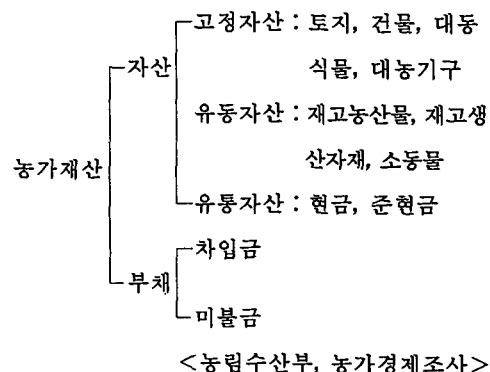 고정자산 : 토지, 건물, 대동
자산
식물, 대농기구
유동자산 : 재고농산물, 재고생
산자재, 소동물
농가재산
유통자산 : 현금, 준현금
차입금
부채
미불금
<농림수산부, 농가경제조사>